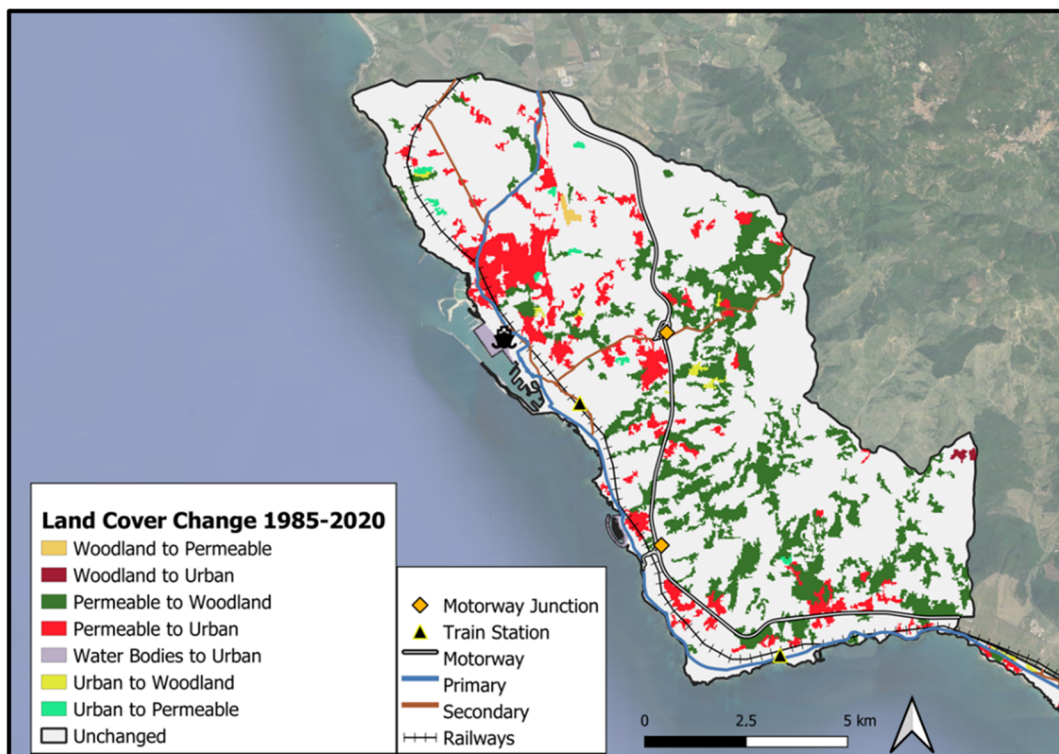 Land Cover Change 1985-2020
Woodland to Permeable
Woodland to Urban
Permeable to Woodland
Permeable to Urban
Water Bodies to Urban
Urban to Woodland
Urban to Permeable
Unchanged
Motorway Junction
Train Station
Motorway
Primary
Secondary
Railways
0 2.5 5 km